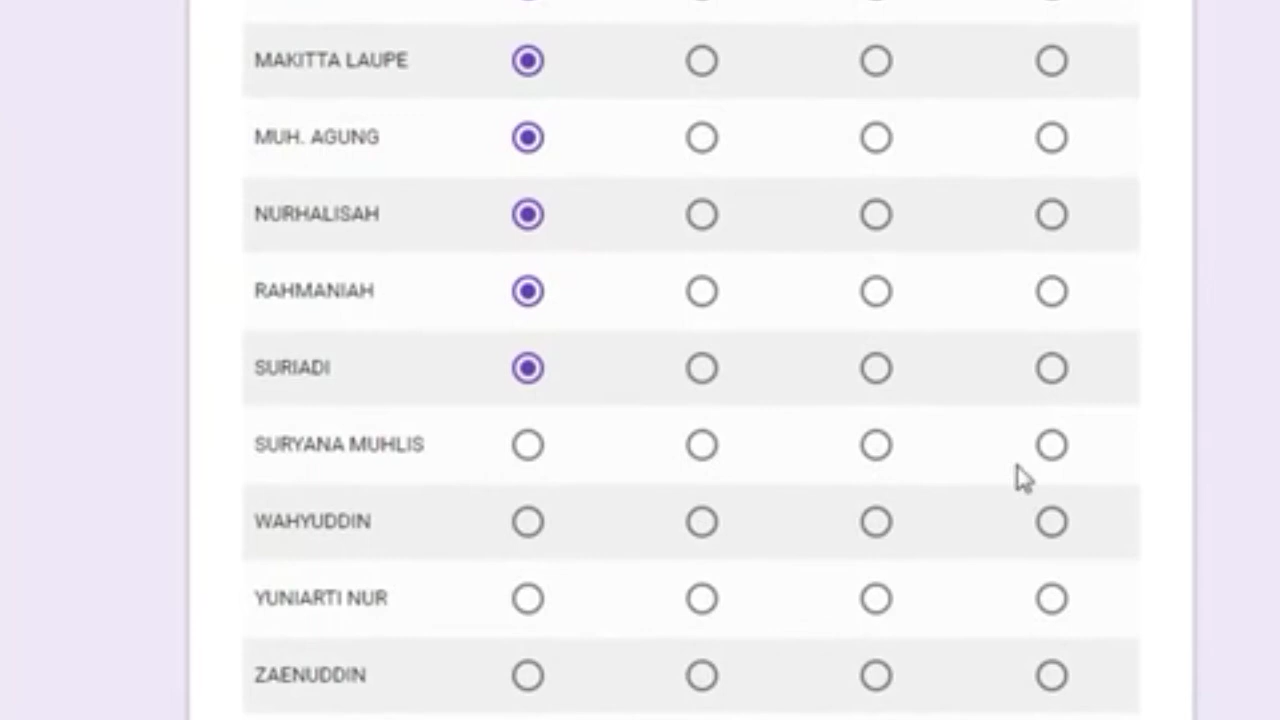 MAKITTA LAUPE
MUH. AGUNG
NURHALISAH
RAHMANIAH
SURIADI
SURYANA MUHLIS
WAHYUDDIN
YUNIARTI NUR
ZAENUDDIN